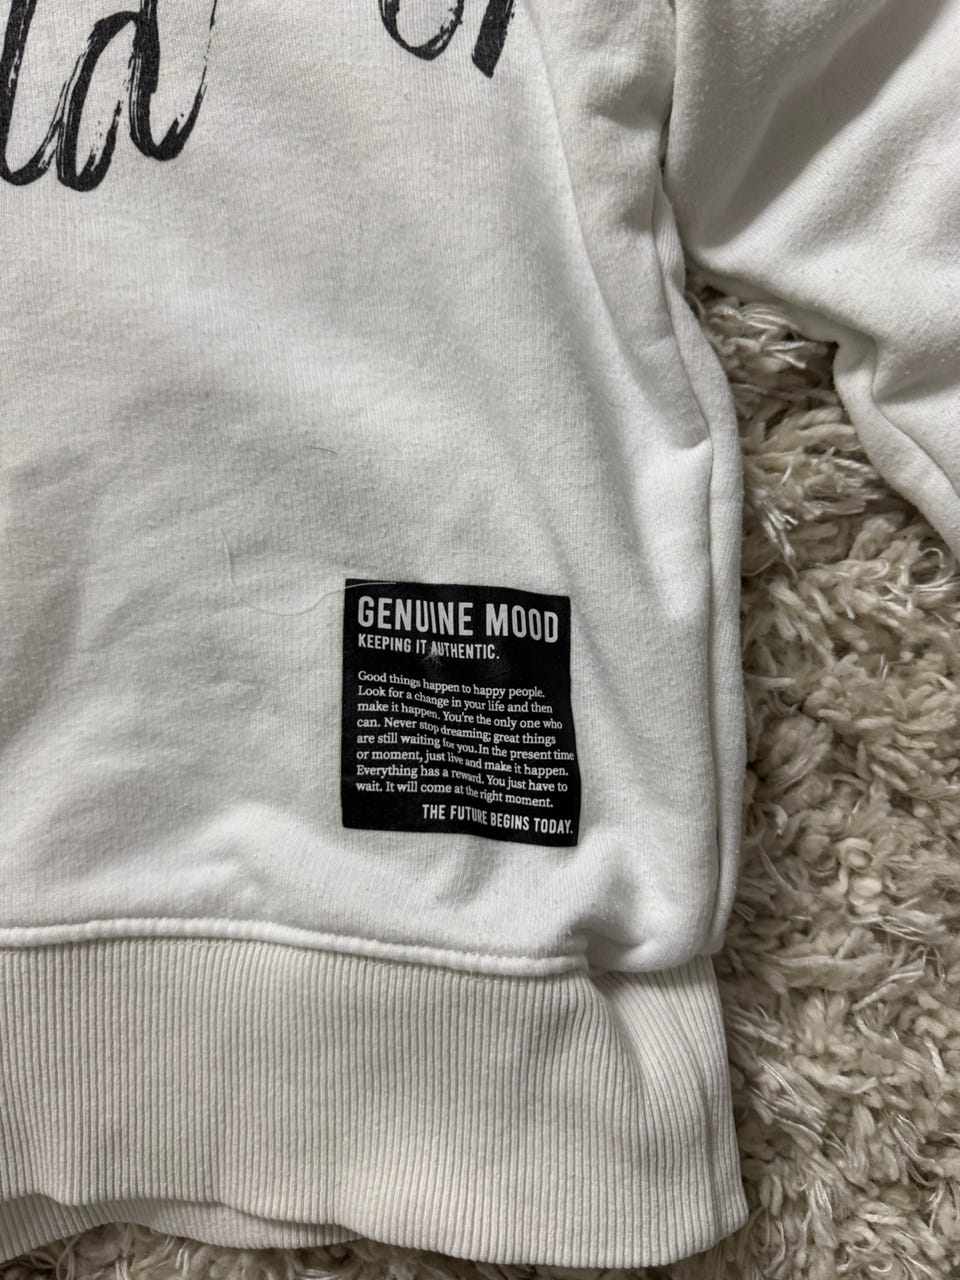 ld
GENUINE MOOD
KEEPING IT AUTHENTIC.
Good things happen to happy people.
Look for a change in your life and then
make it happen. You're the only one who
can. Never stop dreaming; great things
are still waiting for you.In the present time
or moment, just live and make it happen.
Everything has a reward. You just have to
wait. It will come at the right moment.
THE FUTURE BEGINS TODAY.